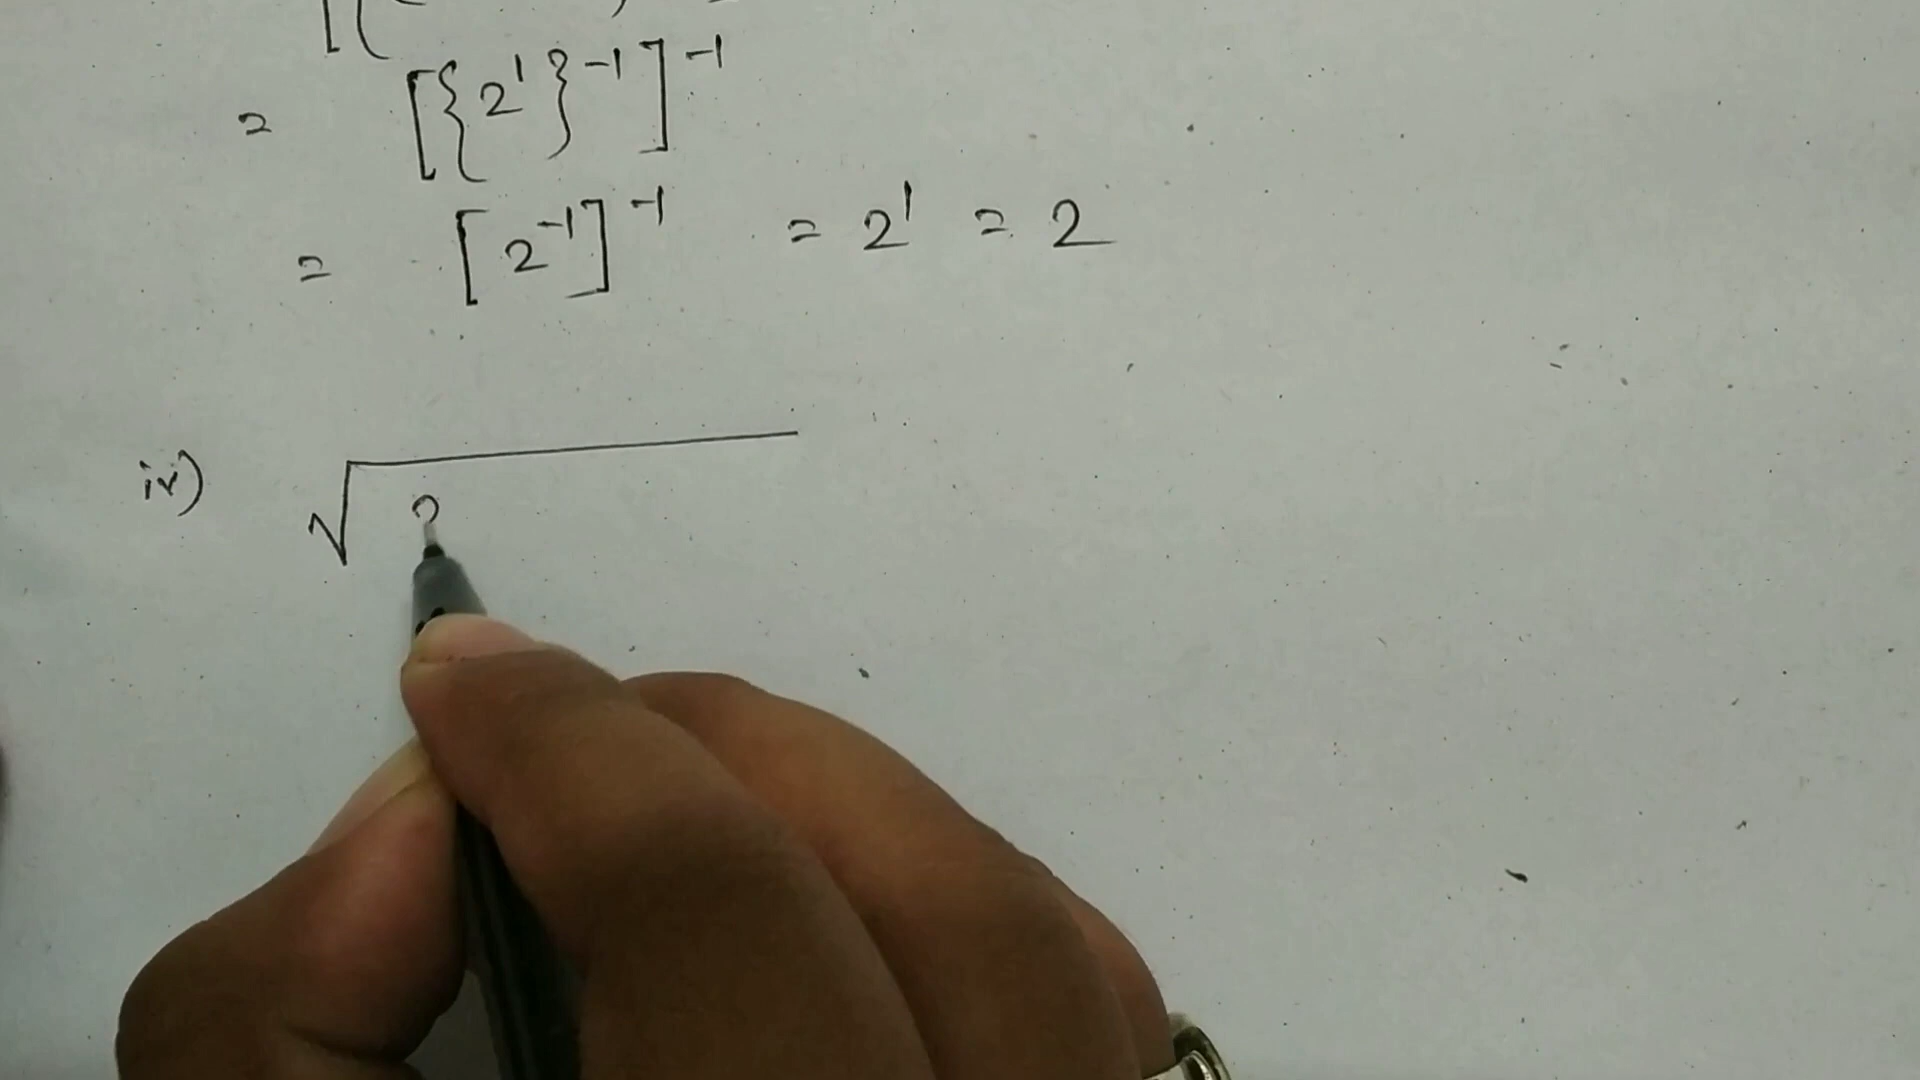 [(
= [{2¹}⁻¹]⁻¹
= [2⁻¹]⁻¹ = 2¹ = 2
iv) √